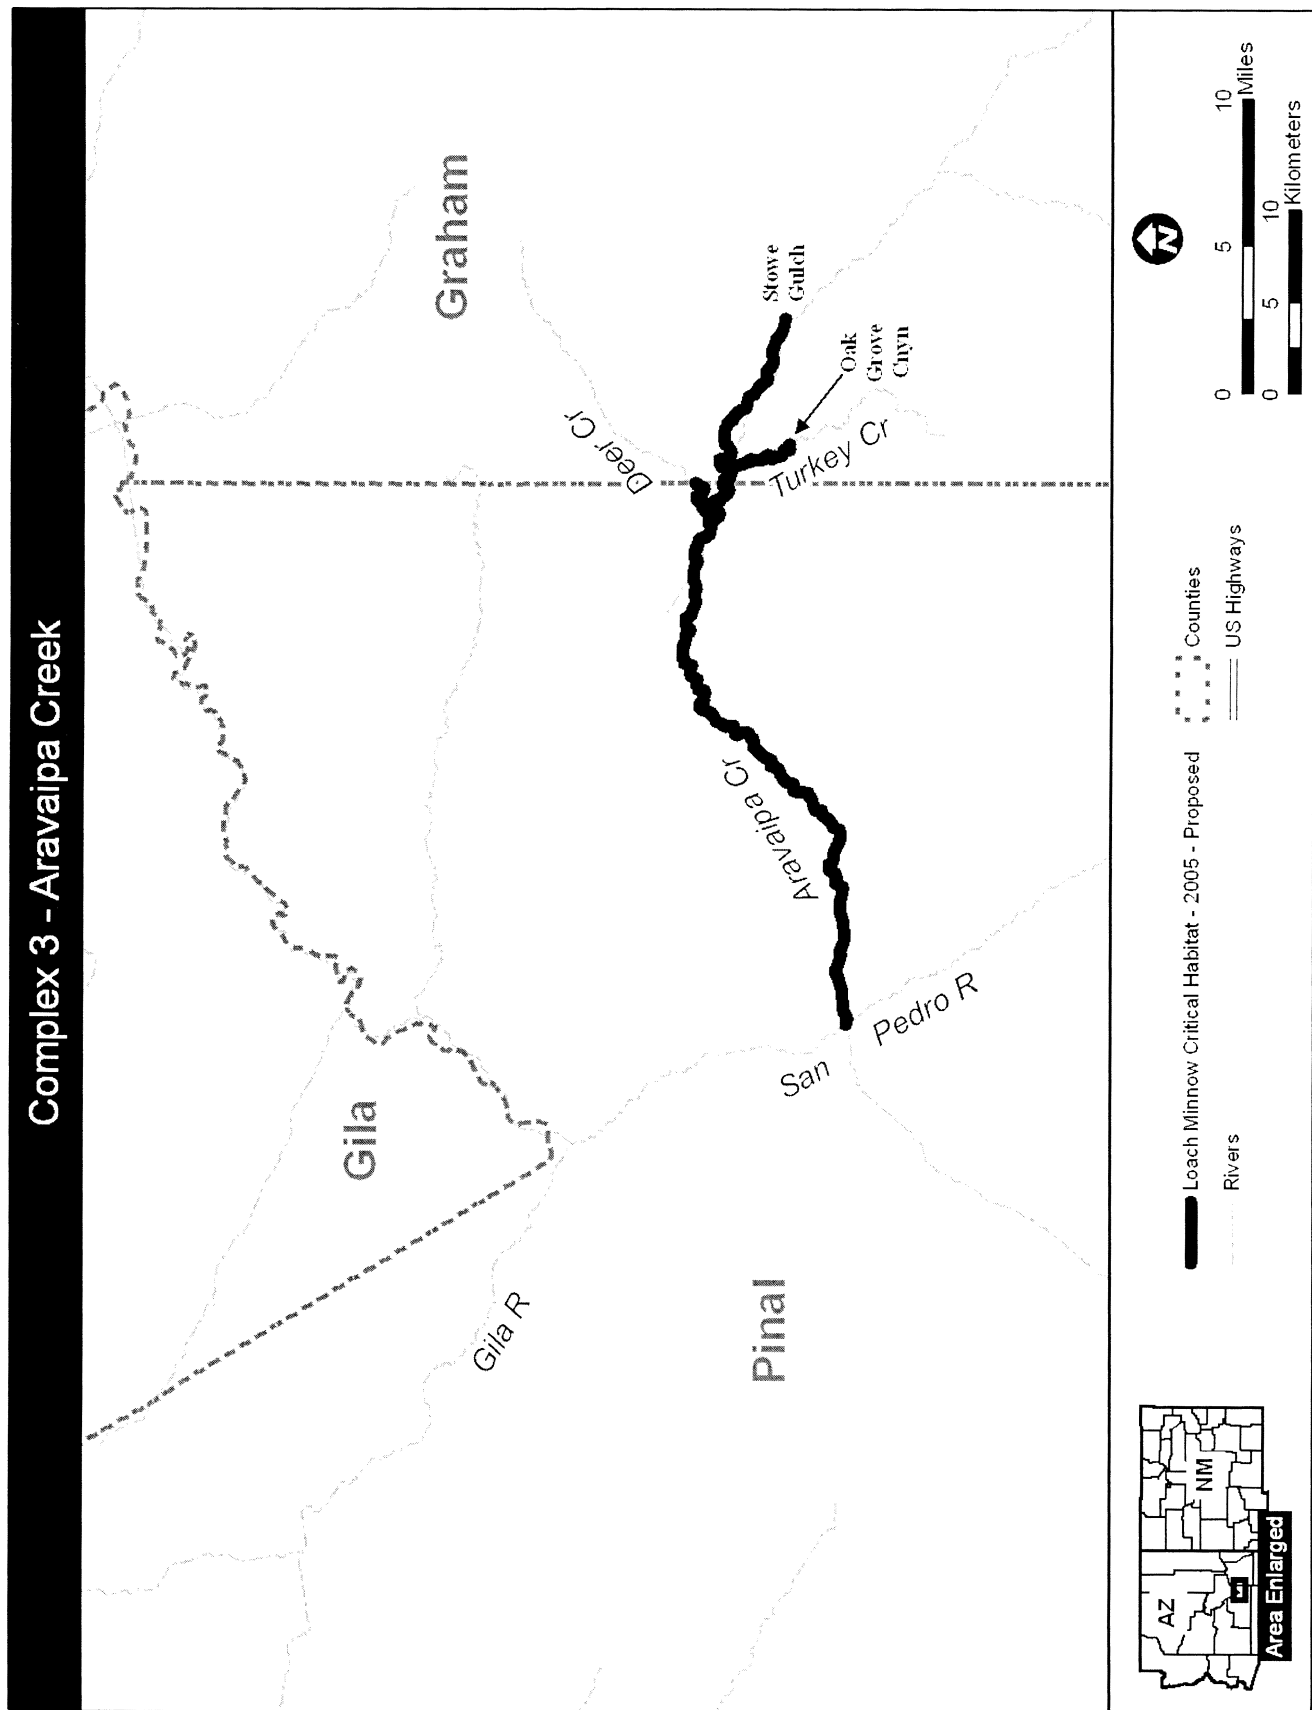 Complex 3 - Aravaipa Creek
Graham
Gila
Pinal
Deer Cr
Stowe
Gulch
Oak
Grove
Cnyn
Turkey Cr
Aravaipa Cr
San Pedro R
Gila R
AZ
NM
Area Enlarged
Loach Minnow Critical Habitat - 2005 - Proposed
Rivers
Counties
US Highways
N
0 5 10 Miles
0 5 10 Kilometers